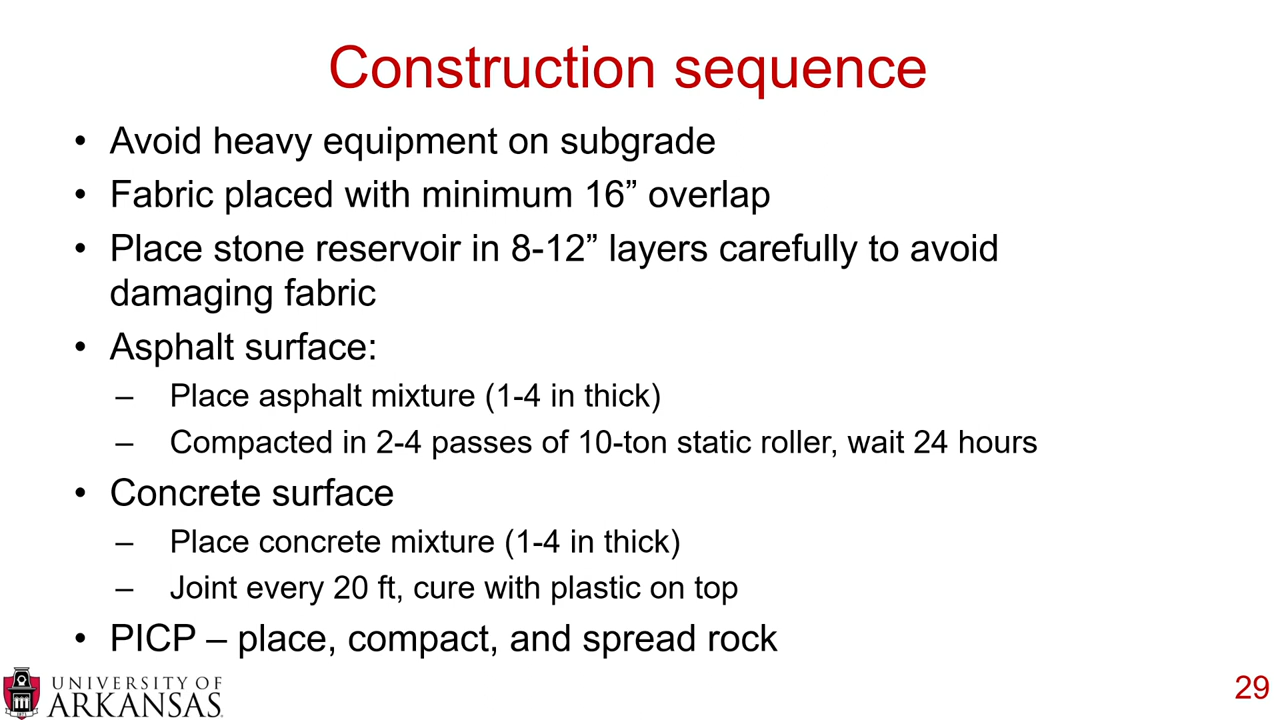 Construction sequence
• Avoid heavy equipment on subgrade
• Fabric placed with minimum 16” overlap
• Place stone reservoir in 8-12” layers carefully to avoid
damaging fabric
• Asphalt surface:
– Place asphalt mixture (1-4 in thick)
– Compacted in 2-4 passes of 10-ton static roller, wait 24 hours
• Concrete surface
– Place concrete mixture (1-4 in thick)
– Joint every 20 ft, cure with plastic on top
• PICP – place, compact, and spread rock
UNIVERSITY OF
ARKANSAS
29